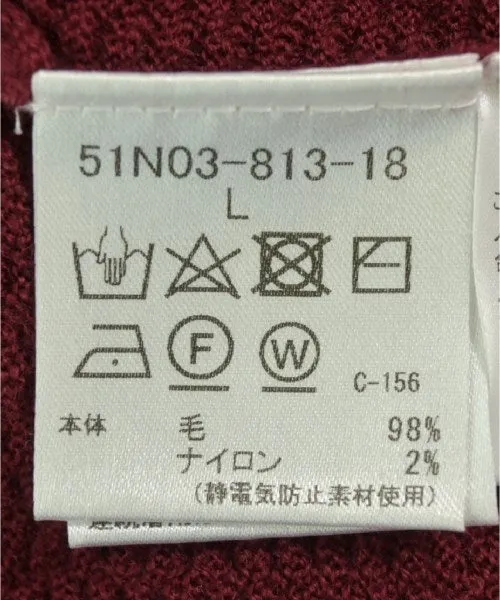 51N03-813-18
L
F
W
C-156
本体 毛 98%
ナイロン 2%
(静電気防止素材使用)